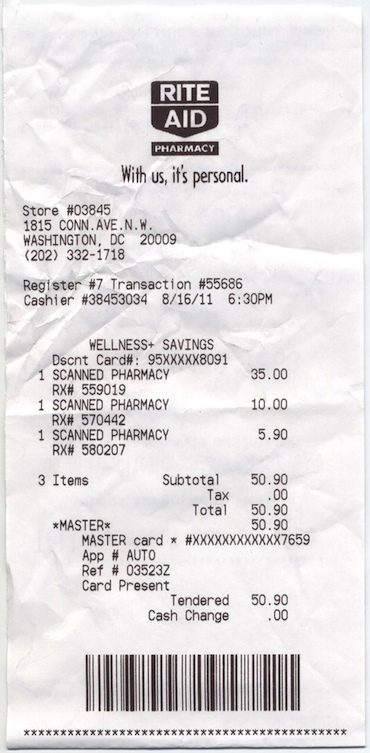 RITE
AID
PHARMACY
With us, it's personal.
Store #03845
1815 CONN.AVE.N.W.
WASHINGTON, DC 20009
(202) 332-1718
Register #7 Transaction #55686
Cashier #38453034 8/16/11 6:30PM
WELLNESS+ SAVINGS
Dscnt Card#: 95XXXXX8091
1 SCANNED PHARMACY 35.00
RX# 559019
1 SCANNED PHARMACY 10.00
RX# 570442
1 SCANNED PHARMACY 5.90
RX# 580207
3 Items Subtotal 50.90
Tax .00
Total 50.90
*MASTER* 50.90
MASTER card * #XXXXXXXXXXXX7659
App # AUTO
Ref # 03523Z
Card Present
Tendered 50.90
Cash Change .00
****************************************